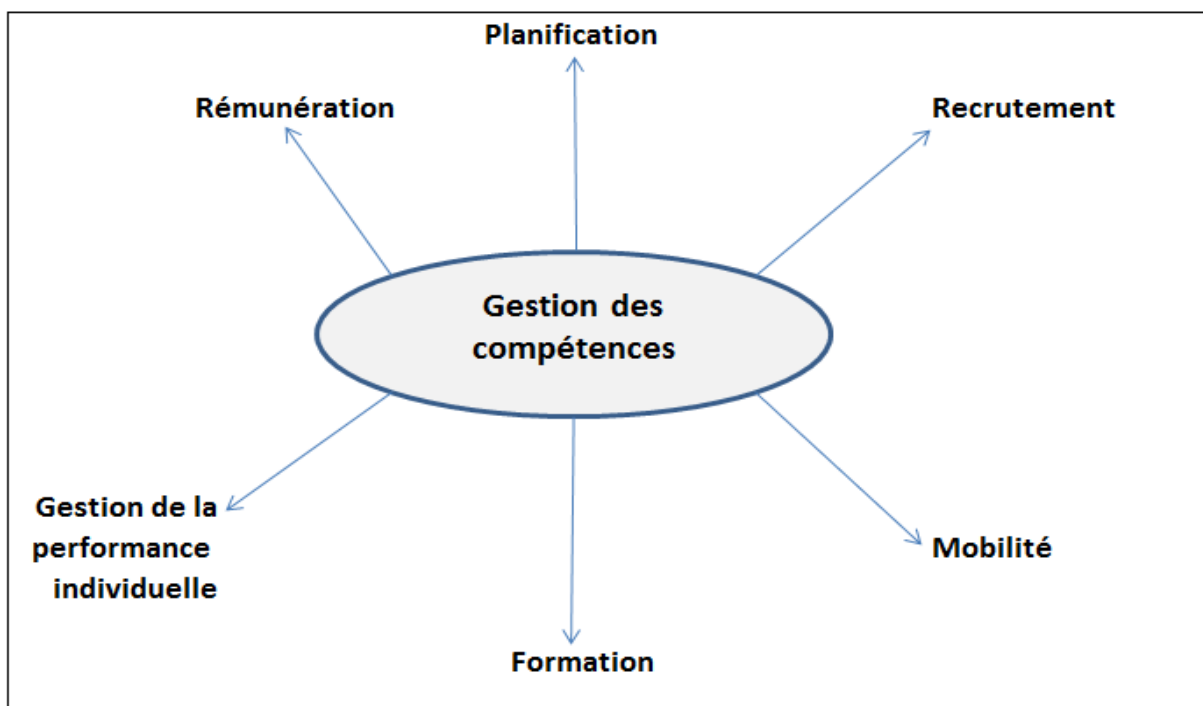 Planification
Rémunération
Recrutement
Gestion des
compétences
Gestion de la
performance
individuelle
Mobilité
Formation